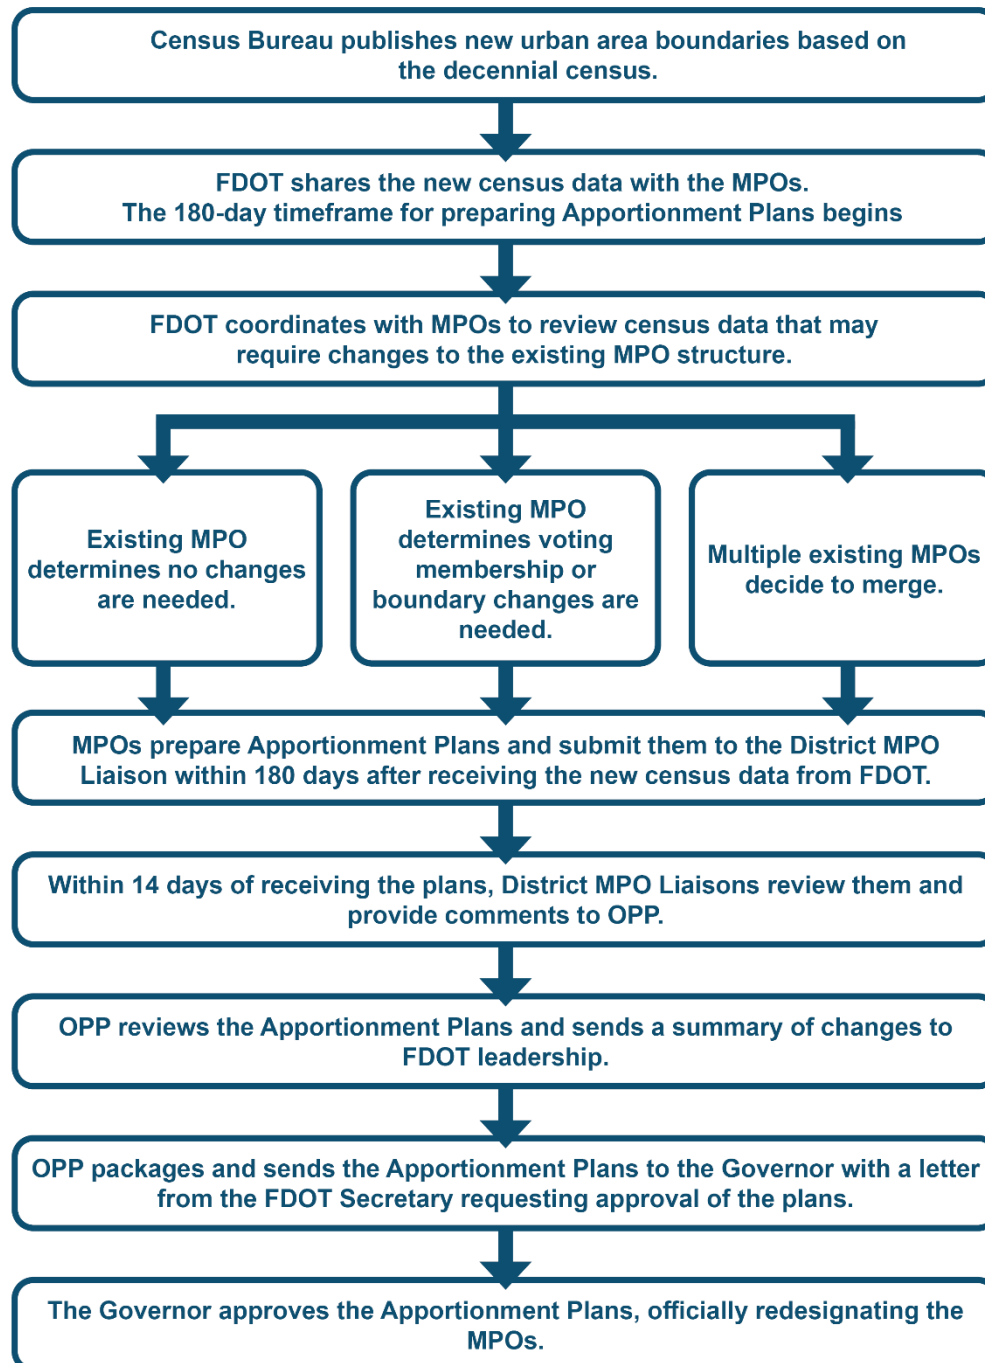 Census Bureau publishes new urban area boundaries based on
the decennial census.
FDOT shares the new census data with the MPOs.
The 180-day timeframe for preparing Apportionment Plans begins
FDOT coordinates with MPOs to review census data that may
require changes to the existing MPO structure.
Existing MPO
determines no changes
are needed.
Existing MPO
determines voting
membership or
boundary changes are
needed.
Multiple existing MPOs
decide to merge.
MPOs prepare Apportionment Plans and submit them to the District MPO
Liaison within 180 days after receiving the new census data from FDOT.
Within 14 days of receiving the plans, District MPO Liaisons review them and
provide comments to OPP.
OPP reviews the Apportionment Plans and sends a summary of changes to
FDOT leadership.
OPP packages and sends the Apportionment Plans to the Governor with a letter
from the FDOT Secretary requesting approval of the plans.
The Governor approves the Apportionment Plans, officially redesignating the
MPOs.